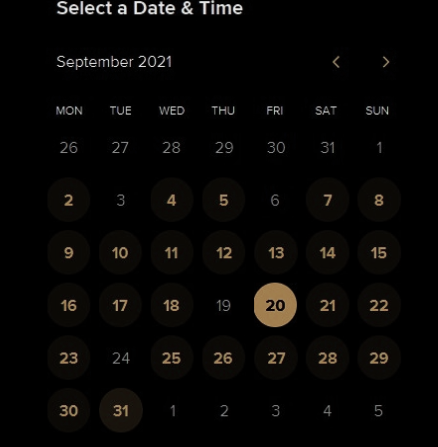 Select a Date & Time
September 2021
MON TUE WED THU FRI SAT SUN
26 27 28 29 30 31 1
2 3 4 5 6 7 8
9 10 11 12 13 14 15
16 17 18 19 20 21 22
23 24 25 26 27 28 29
30 31 1 2 3 4 5